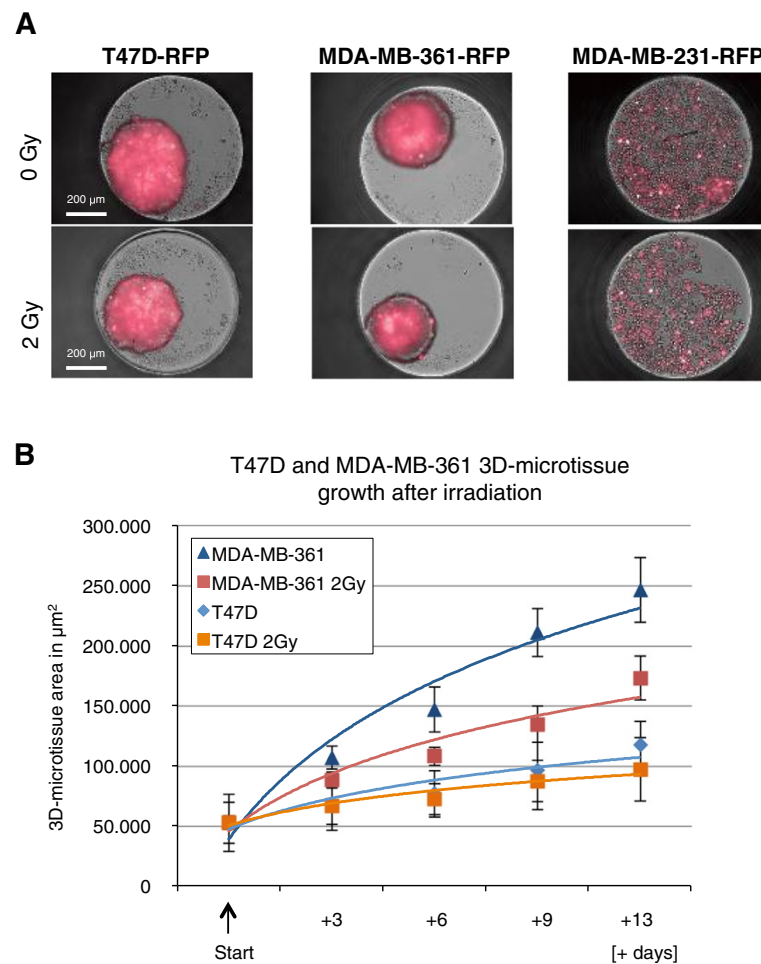 A
T47D-RFP
MDA-MB-361-RFP
MDA-MB-231-RFP
0 Gy
200 µm
2 Gy
200 µm
B
T47D and MDA-MB-361 3D-microtissue
growth after irradiation
3D-microtissue area in µm²
300.000
250.000
200.000
150.000
100.000
50.000
0
MDA-MB-361
MDA-MB-361 2Gy
T47D
T47D 2Gy
+3
+6
+9
+13
Start
[+ days]